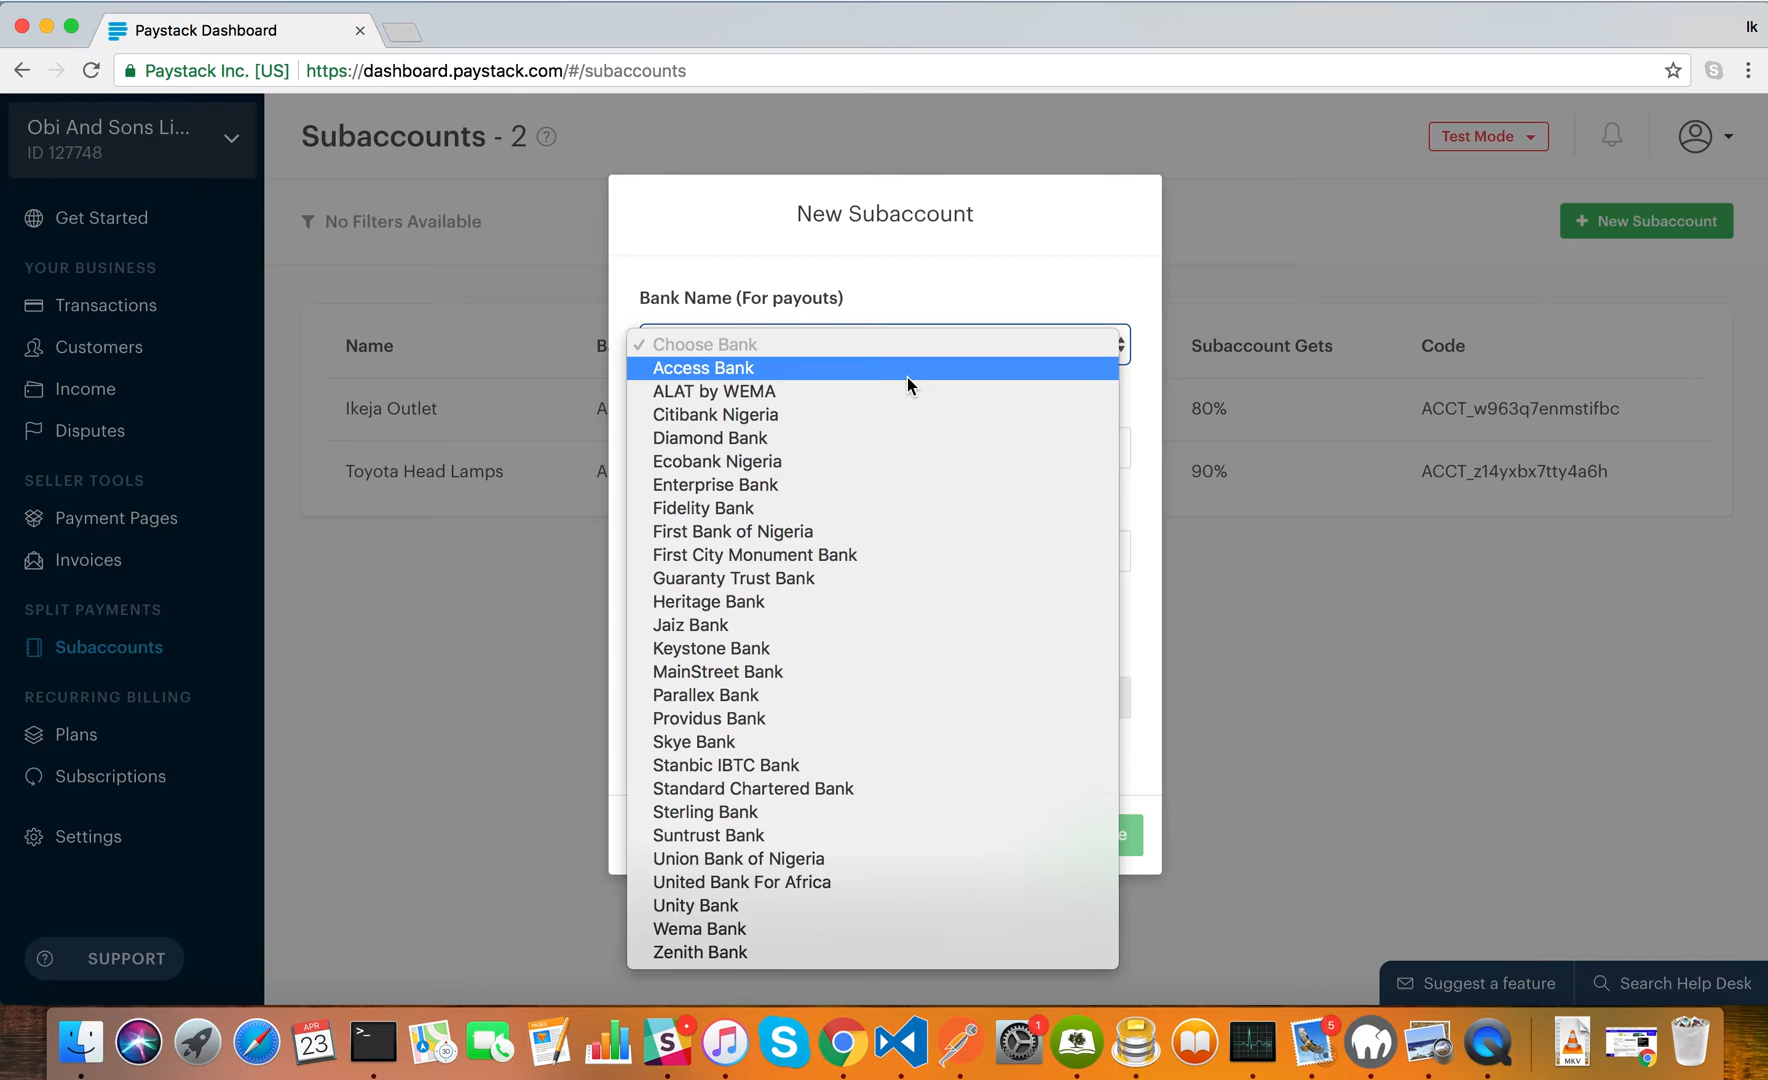 Paystack Dashboard
Ik
Paystack Inc. [US]
https://dashboard.paystack.com/#/subaccounts
Obi And Sons Li...
ID 127748
Get Started
YOUR BUSINESS
Transactions
Customers
Income
Disputes
SELLER TOOLS
Payment Pages
Invoices
SPLIT PAYMENTS
Subaccounts
RECURRING BILLING
Plans
Subscriptions
Settings
SUPPORT
Subaccounts - 2
Test Mode
No Filters Available
+ New Subaccount
Name
B
Subaccount Gets
Code
Ikeja Outlet
A
80%
ACCT_w963q7enmstifbc
Toyota Head Lamps
A
90%
ACCT_z14yxbx7tty4a6h
New Subaccount
Bank Name (For payouts)
✓ Choose Bank
Access Bank
ALAT by WEMA
Citibank Nigeria
Diamond Bank
Ecobank Nigeria
Enterprise Bank
Fidelity Bank
First Bank of Nigeria
First City Monument Bank
Guaranty Trust Bank
Heritage Bank
Jaiz Bank
Keystone Bank
MainStreet Bank
Parallex Bank
Providus Bank
Skye Bank
Stanbic IBTC Bank
Standard Chartered Bank
Sterling Bank
Suntrust Bank
Union Bank of Nigeria
United Bank For Africa
Unity Bank
Wema Bank
Zenith Bank
e
Suggest a feature
Search Help Desk
APR
23
3D
PAGES
S
1
5
MKV